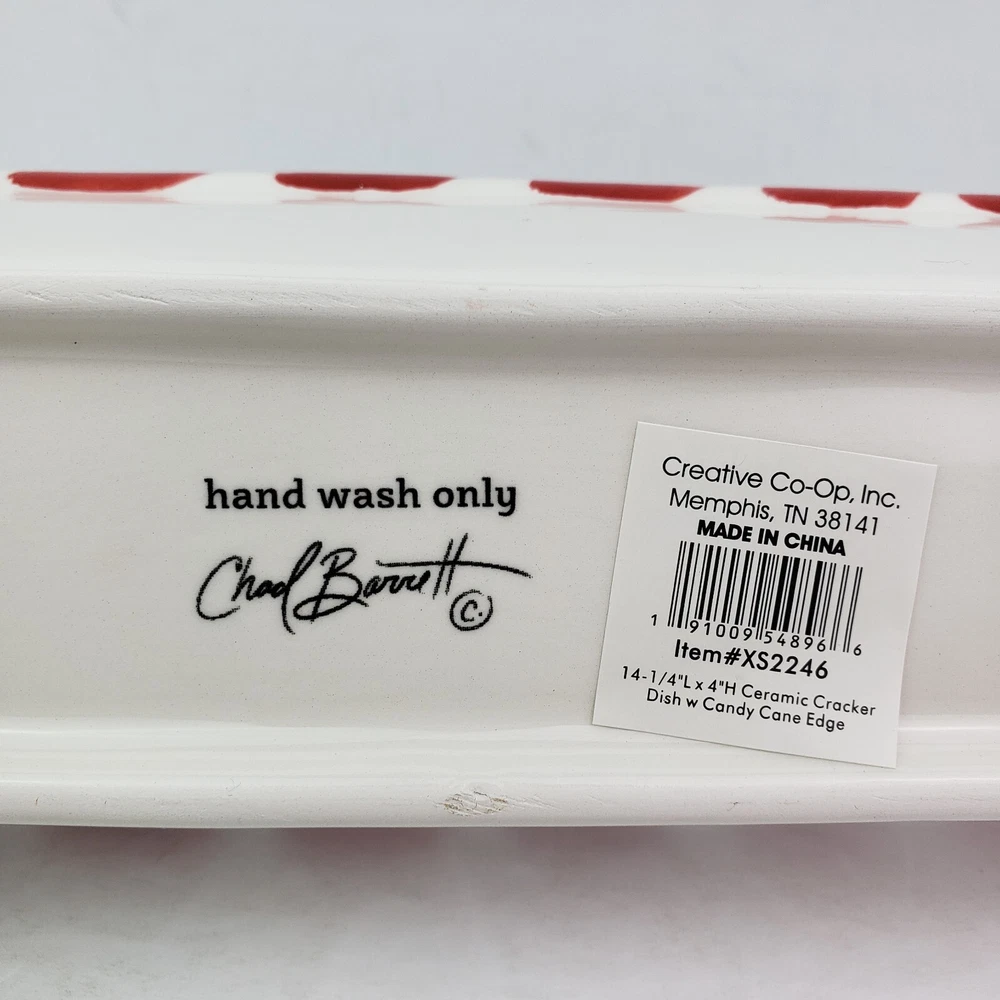 hand wash only
Chad Barrett ©
Creative Co-Op, Inc.
Memphis, TN 38141
MADE IN CHINA
1 91009 54896 6
Item#XS2246
14-1/4"L x 4"H Ceramic Cracker
Dish w Candy Cane Edge